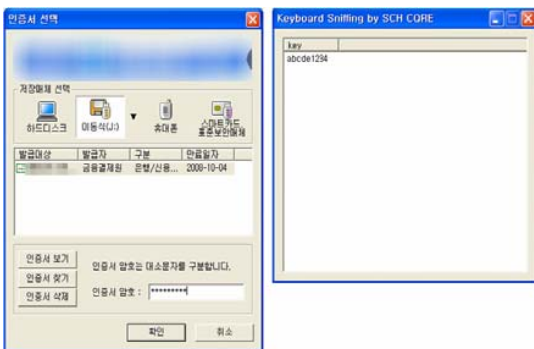 인증서 선택
저장매체 선택
하드디스크
이동식(J:)
휴대폰
스마트카드
표준보안매체
발급대상 발급자 구분 만료일자
금융결제원 은행/신용... 2008-10-04
인증서 보기
인증서 찾기
인증서 삭제
인증서 암호는 대소문자를 구분합니다.
인증서 암호 : *********
확인 취소
Keyboard Sniffing by SCH CORE
key
abcde1234